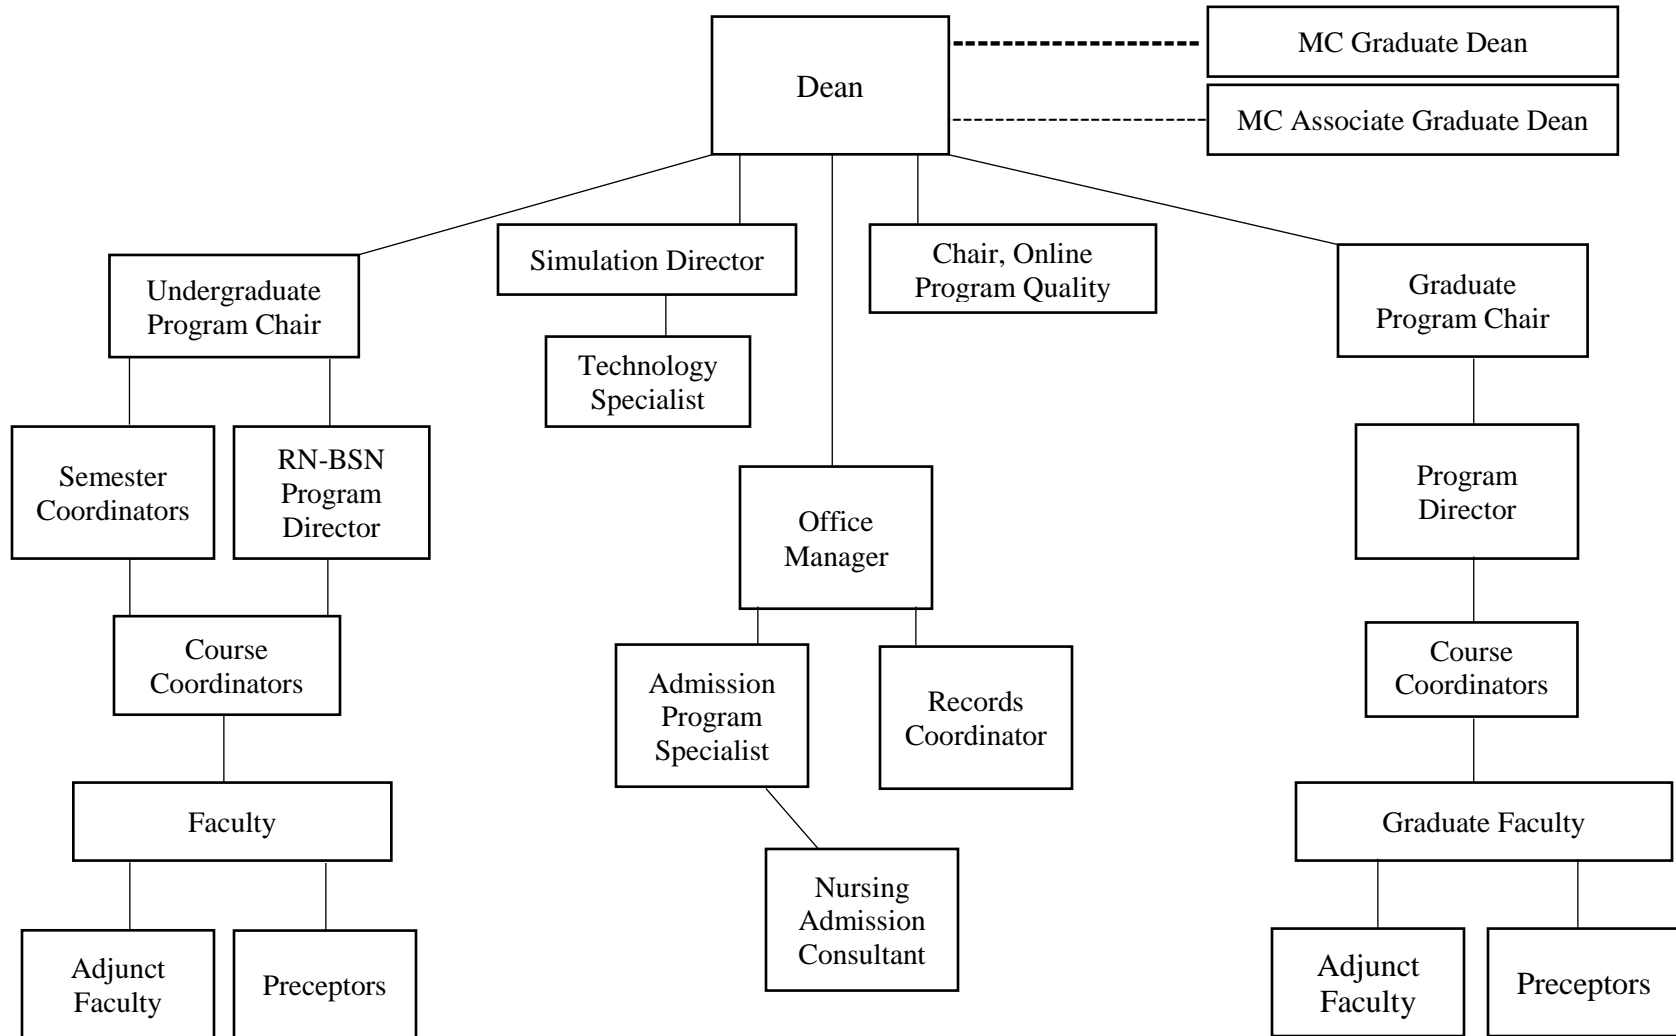 Dean
MC Graduate Dean
MC Associate Graduate Dean
Undergraduate
Program Chair
Simulation Director
Chair, Online
Program Quality
Graduate
Program Chair
Technology
Specialist
Semester
Coordinators
RN-BSN
Program
Director
Office
Manager
Program
Director
Course
Coordinators
Admission
Program
Specialist
Records
Coordinator
Course
Coordinators
Faculty
Nursing
Admission
Consultant
Graduate Faculty
Adjunct
Faculty
Preceptors
Adjunct
Faculty
Preceptors